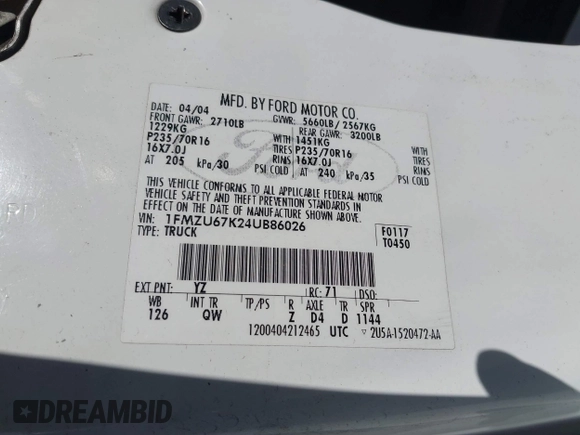 MFD. BY FORD MOTOR CO.
DATE: 04/04 GVWR: 5660LB/ 2567KG
FRONT GAWR: 2710LB REAR GAWR: 3200LB
1229KG WITH 1451KG WITH
P235/70R16 TIRES P235/70R16 TIRES
16X7.0J RIMS 16X7.0J RIMS
AT 205 kPa/30 PSI COLD AT 240 kPa/35 PSI COLD
THIS VEHICLE CONFORMS TO ALL APPLICABLE FEDERAL MOTOR
VEHICLE SAFETY AND THEFT PREVENTION STANDARDS IN
EFFECT ON THE DATE OF MANUFACTURE SHOWN ABOVE.
VIN: 1FMZU67K24UB86026 F0117
TYPE: TRUCK T0450
EXT PNT: YZ RC: 71 DSO:
WB INT TR TP/PS R AXLE TR SPR
126 QW Z D4 D 1144
1200404212465 UTC ▽ 2U5A-1520472-AA
Ford
DREAMBID